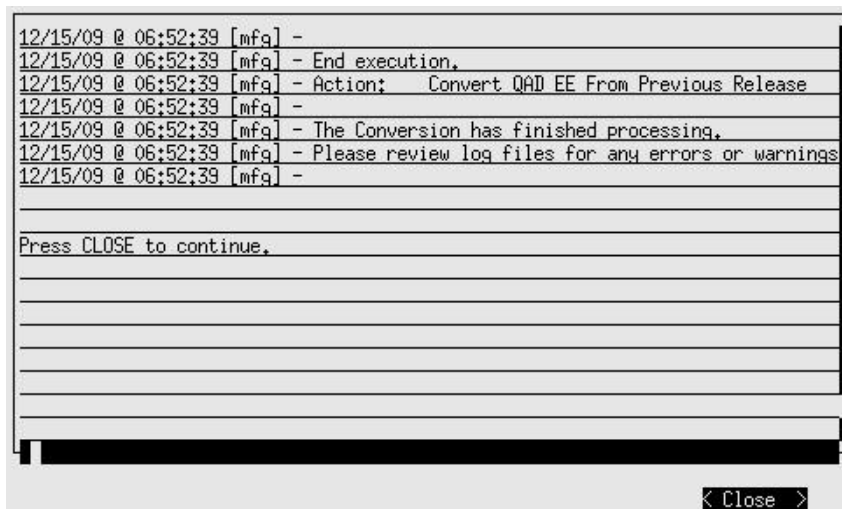 12/15/09 @ 06:52:39 [mfg] -
12/15/09 @ 06:52:39 [mfg] - End execution.
12/15/09 @ 06:52:39 [mfg] - Action:   Convert QAD EE From Previous Release
12/15/09 @ 06:52:39 [mfg] -
12/15/09 @ 06:52:39 [mfg] - The Conversion has finished processing.
12/15/09 @ 06:52:39 [mfg] - Please review log files for any errors or warnings
12/15/09 @ 06:52:39 [mfg] -
Press CLOSE to continue.
< Close >